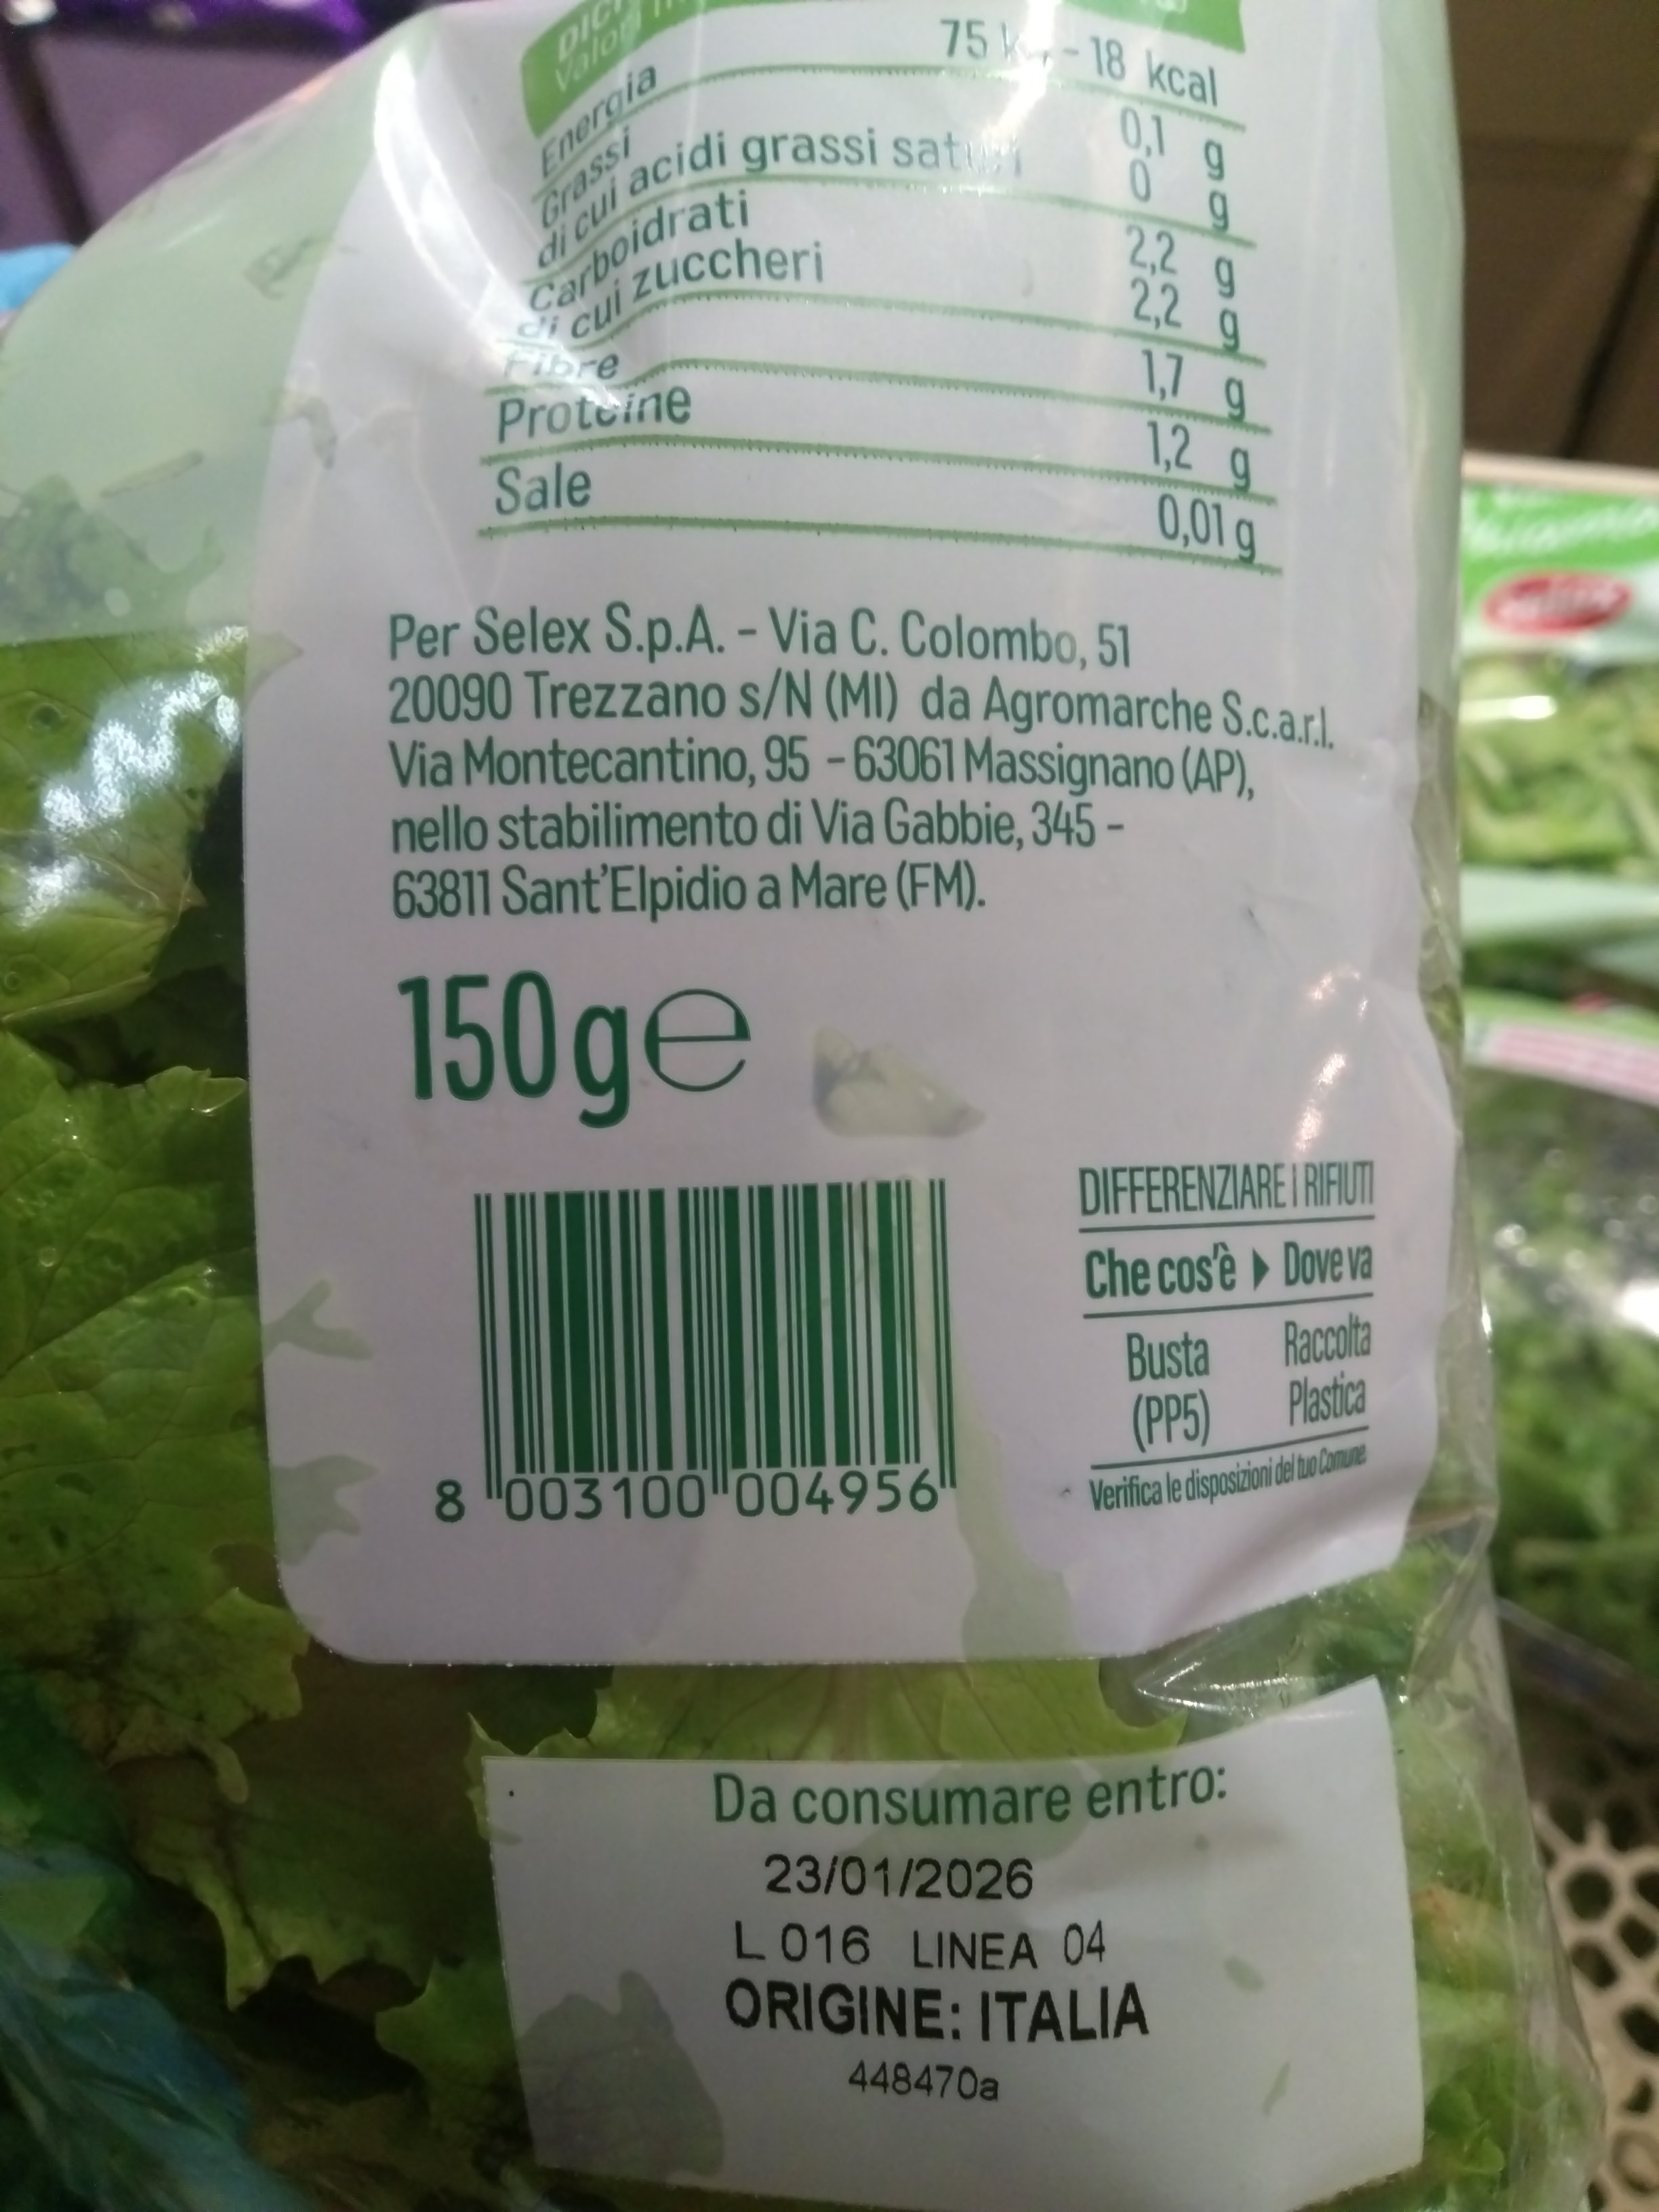 75 kJ - 18 kcal
Energia
Grassi 0,1 g
di cui acidi grassi saturi 0 g
Carboidrati 2,2 g
di cui zuccheri 2,2 g
Fibre 1,7 g
Proteine 1,2 g
Sale 0,01 g
Per Selex S.p.A. - Via C. Colombo, 51
20090 Trezzano s/N (MI) da Agromarche S.c.a.r.l.
Via Montecantino, 95 - 63061 Massignano (AP),
nello stabilimento di Via Gabbie, 345 -
63811 Sant'Elpidio a Mare (FM).
150 g e
8 003100 004956
DIFFERENZIARE I RIFIUTI
Che cos'è ▶ Dove va
Busta Raccolta
(PP5) Plastica
Verifica le disposizioni del tuo Comune.
Da consumare entro:
23/01/2026
L 016 LINEA 04
ORIGINE: ITALIA
448470a